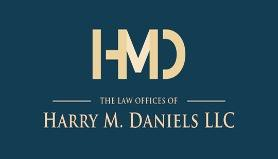 HMD
THE LAW OFFICES OF
HARRY M. DANIELS LLC